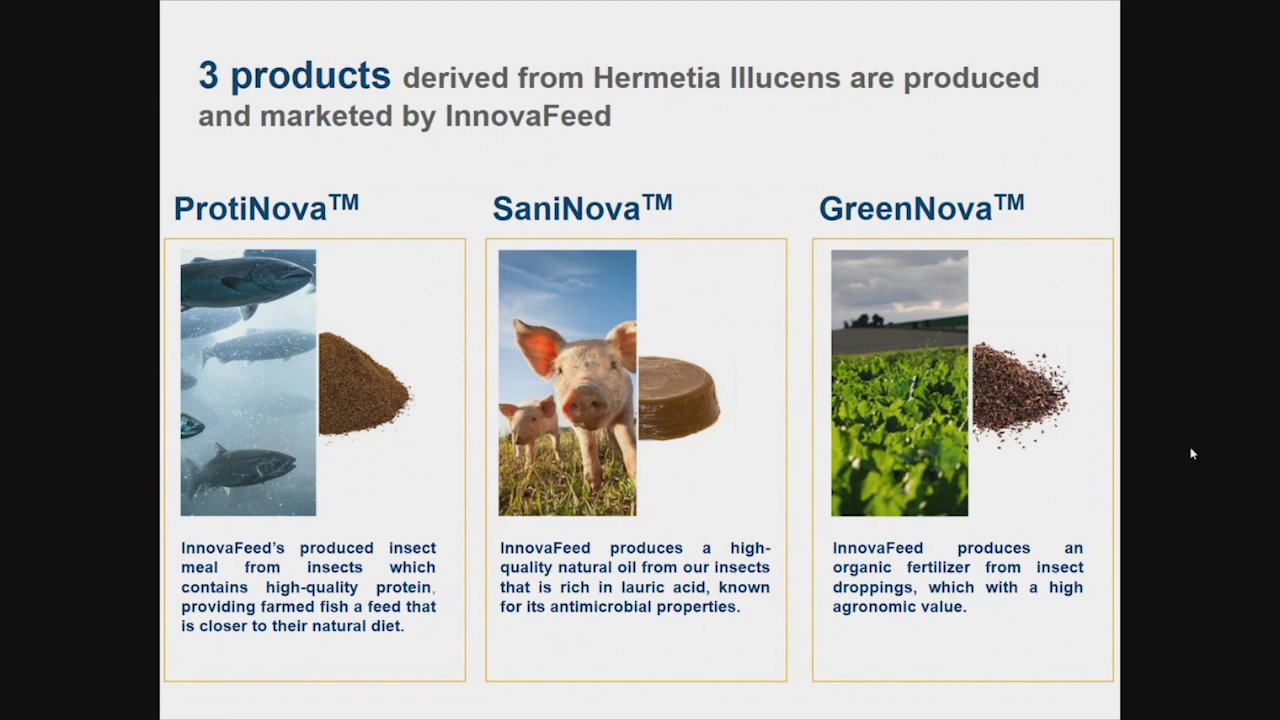 3 products derived from Hermetia Illucens are produced
and marketed by InnovaFeed
ProtiNova™
InnovaFeed’s produced insect
meal from insects which
contains high-quality protein,
providing farmed fish a feed that
is closer to their natural diet.
SaniNova™
InnovaFeed produces a high-
quality natural oil from our insects
that is rich in lauric acid, known
for its antimicrobial properties.
GreenNova™
InnovaFeed produces an
organic fertilizer from insect
droppings, which with a high
agronomic value.